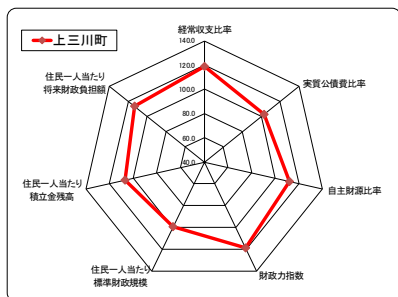 上三川町
経常収支比率
140.0
120.0
100.0
80.0
60.0
40.0
実質公債費比率
自主財源比率
財政力指数
住民一人当たり
標準財政規模
住民一人当たり
積立金残高
住民一人当たり
将来財政負担額